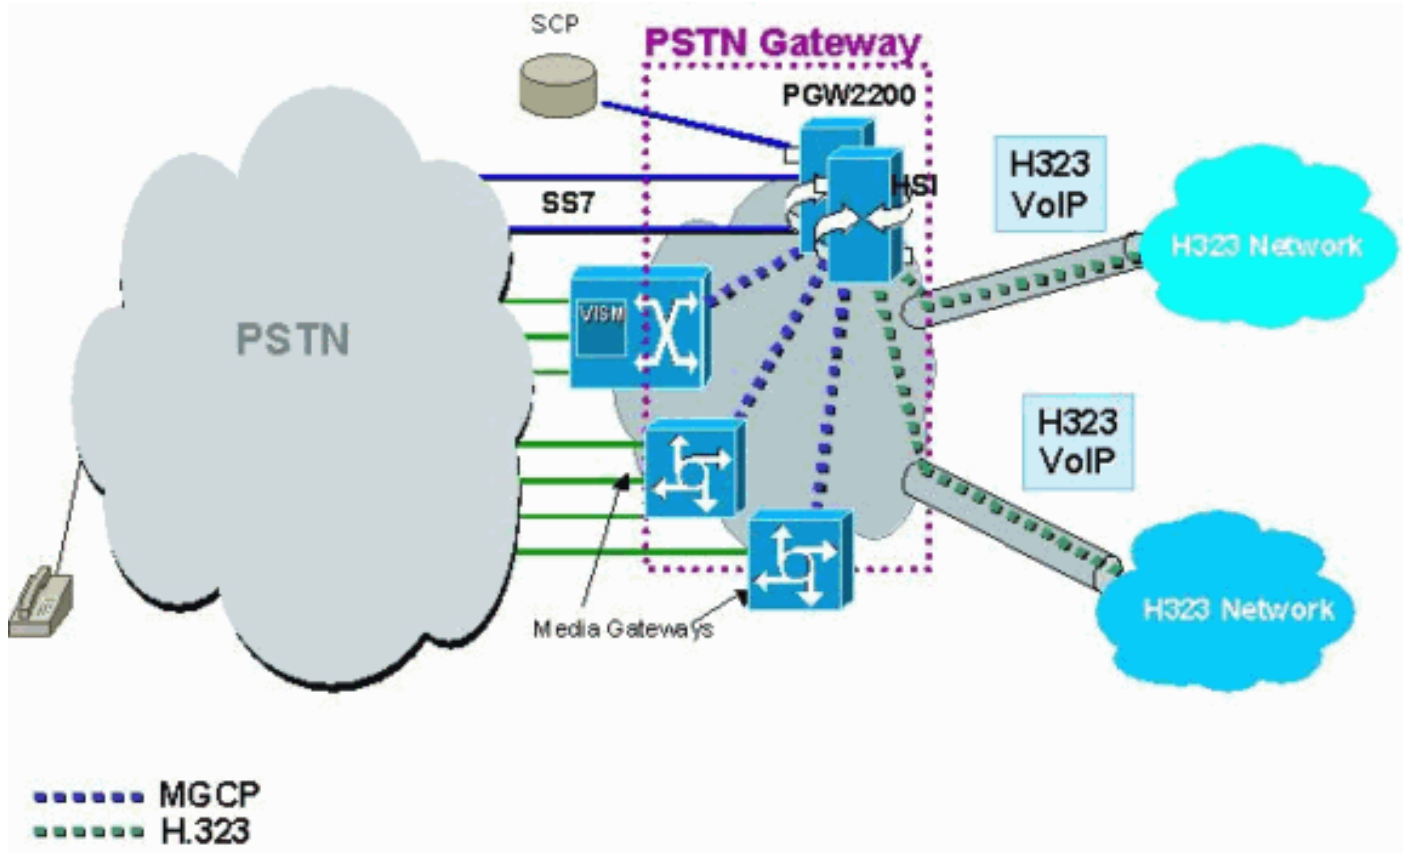 SCP
PSTN Gateway
PGW2200
H323
VoIP
HSI
SS7
H323 Network
VISM
PSTN
H323
VoIP
H323 Network
Media Gateways
MGCP
H.323